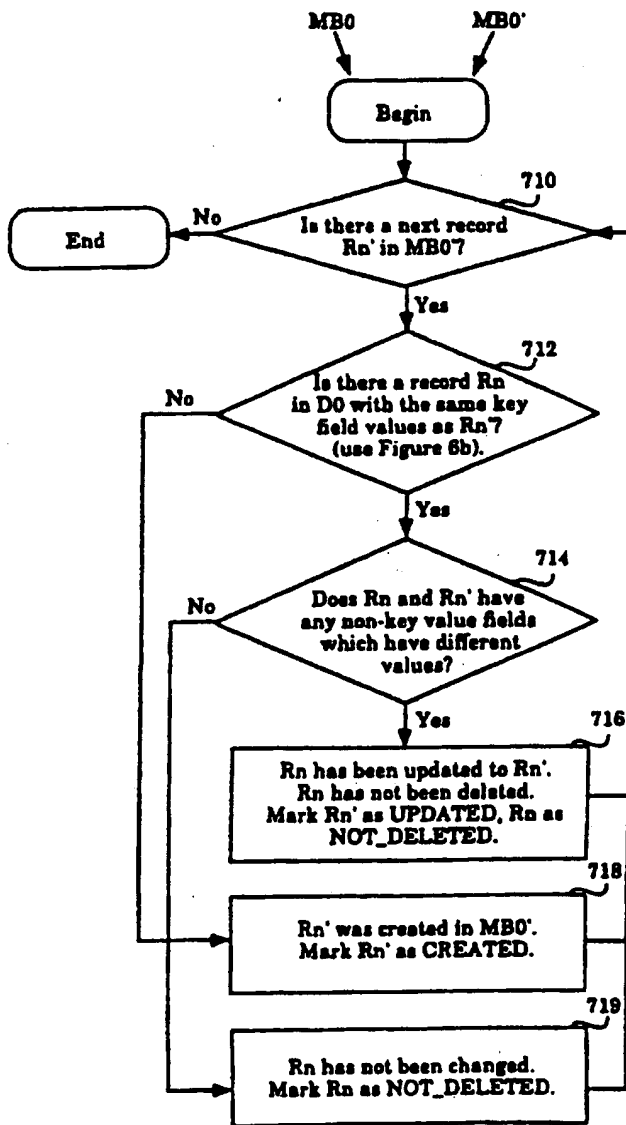 MB0 MB0'
Begin
710
Is there a next record
Rn' in MB0'?
No
End
Yes
712
Is there a record Rn
in D0 with the same key
field values as Rn'?
(use Figure 6b).
No
Yes
714
Does Rn and Rn' have
any non-key value fields
which have different
values?
No
Yes
716
Rn has been updated to Rn'.
Rn has not been deleted.
Mark Rn' as UPDATED, Rn as
NOT_DELETED.
718
Rn' was created in MB0'.
Mark Rn' as CREATED.
719
Rn has not been changed.
Mark Rn as NOT_DELETED.